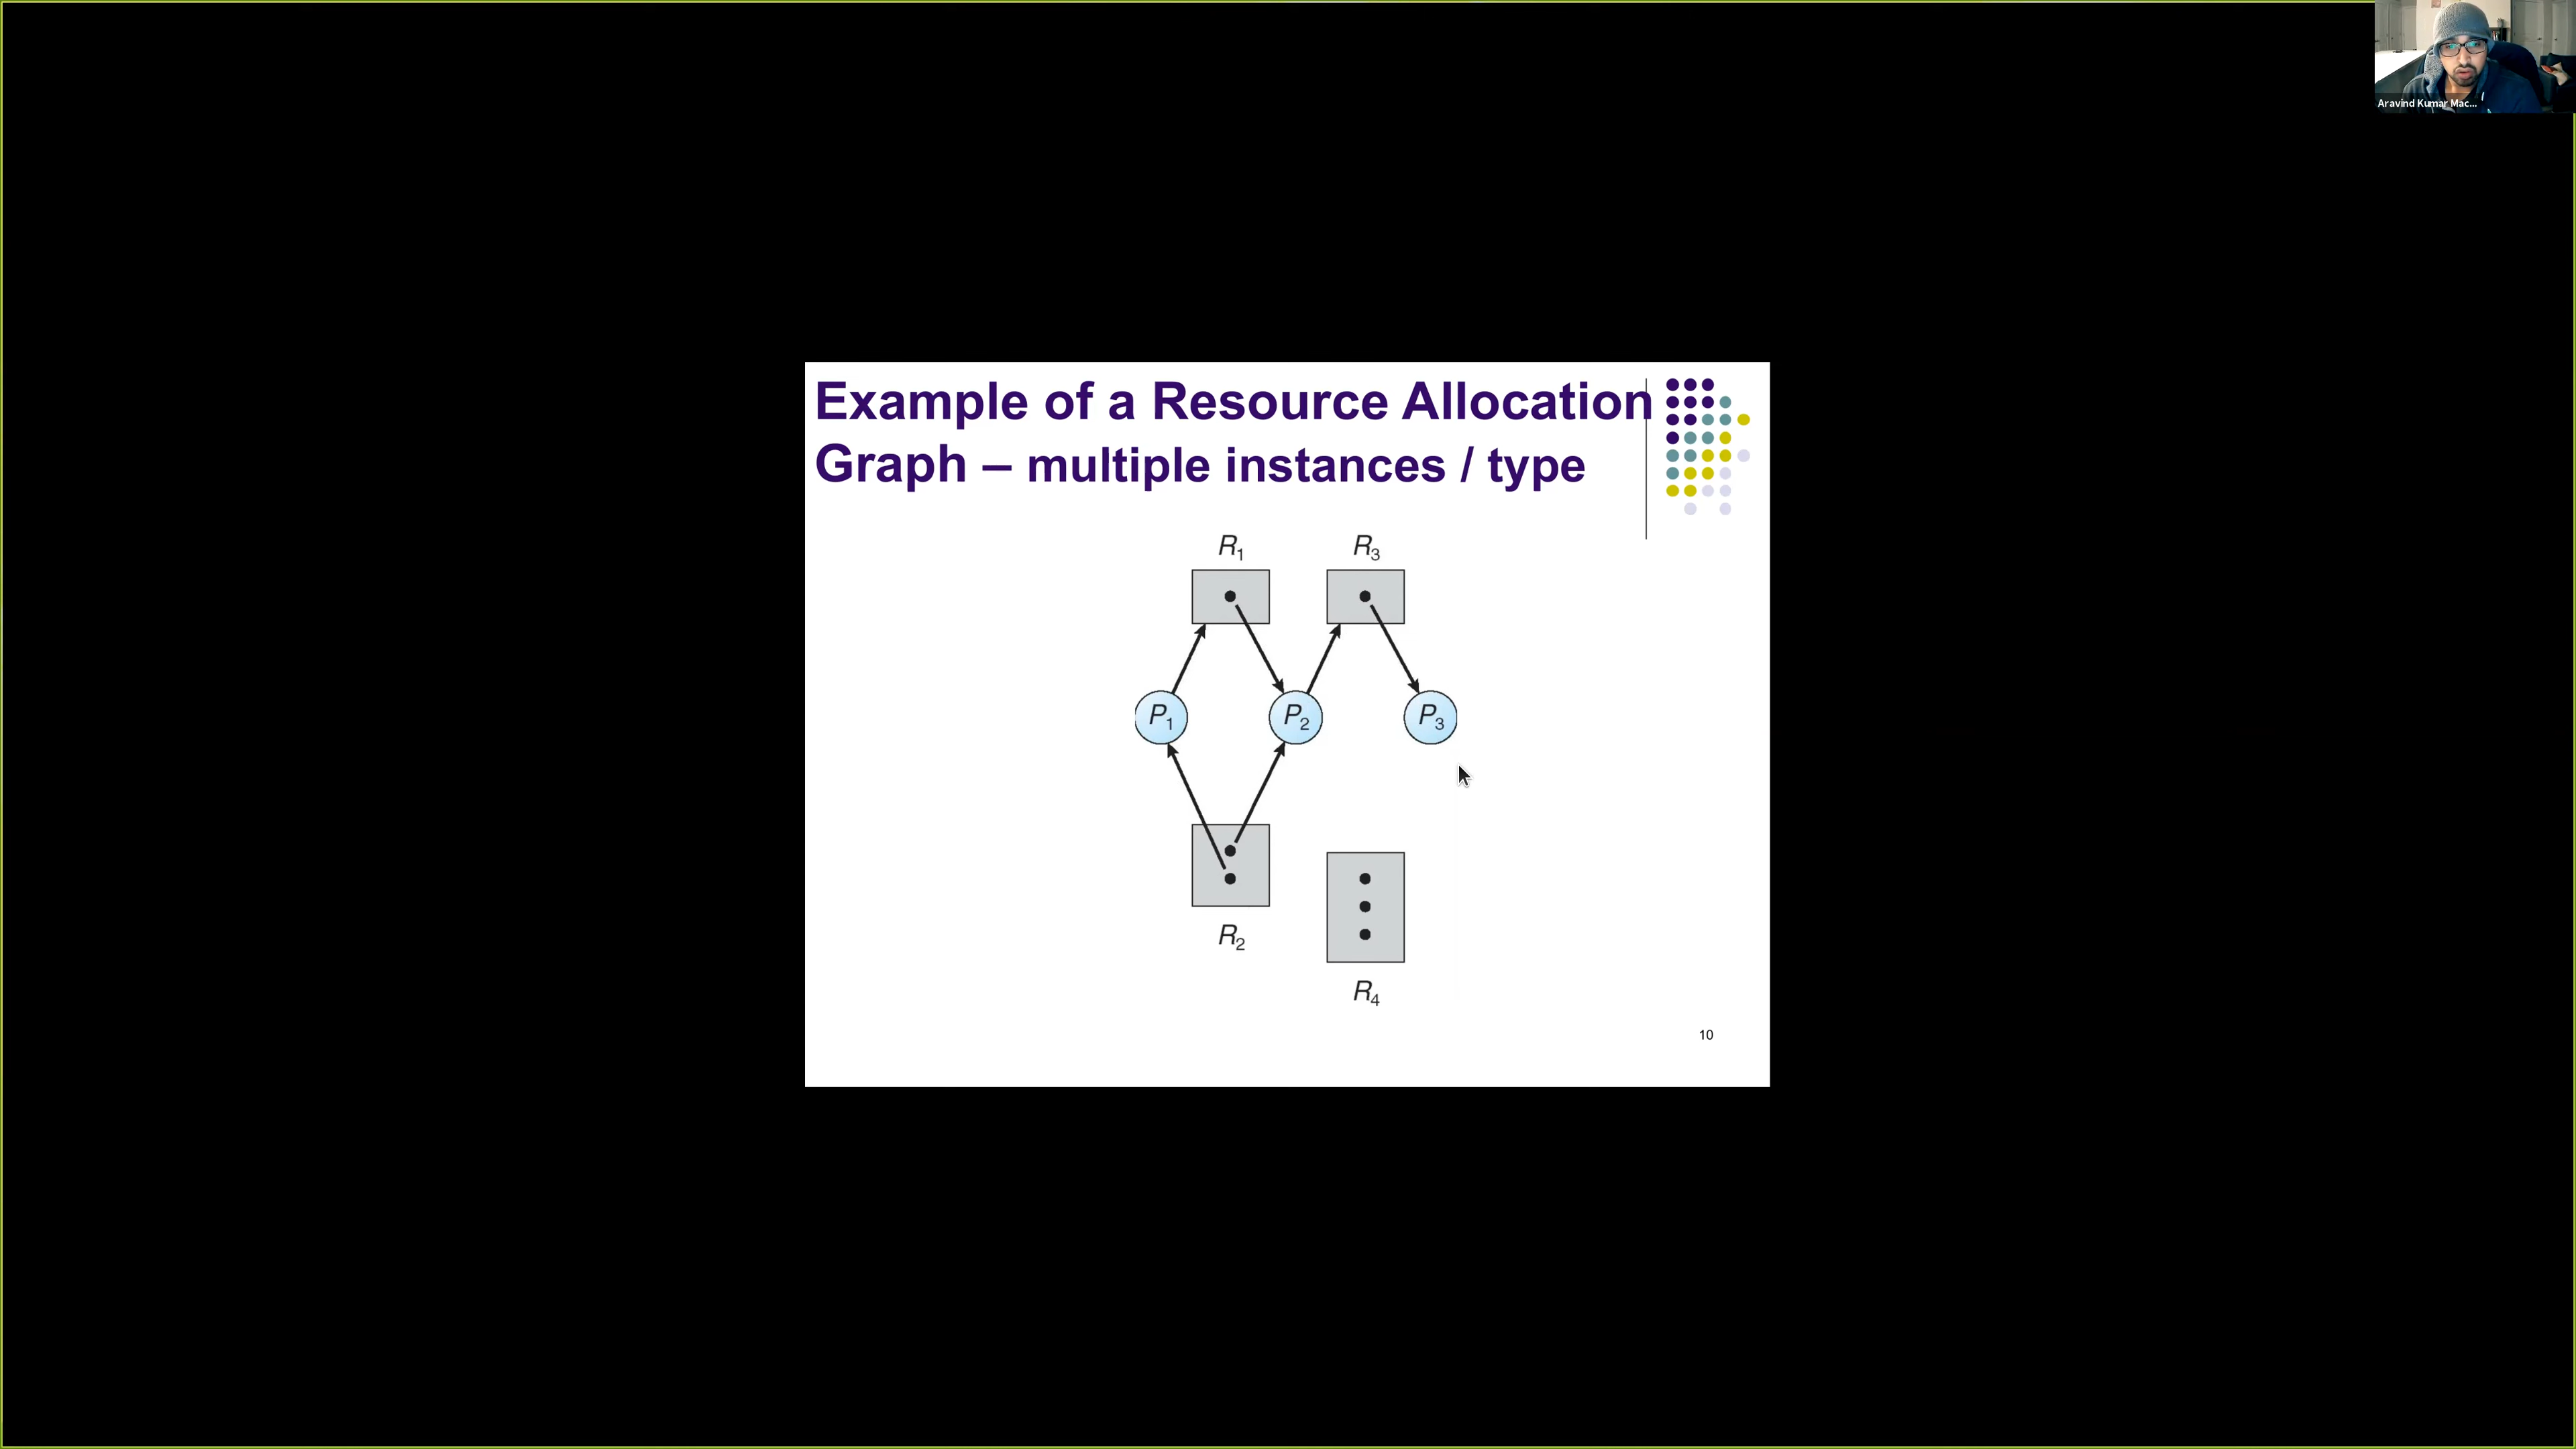 Aravind Kumar Mac...
Example of a Resource Allocation
Graph – multiple instances / type
R1
R3
P1
P2
P3
R2
R4
10